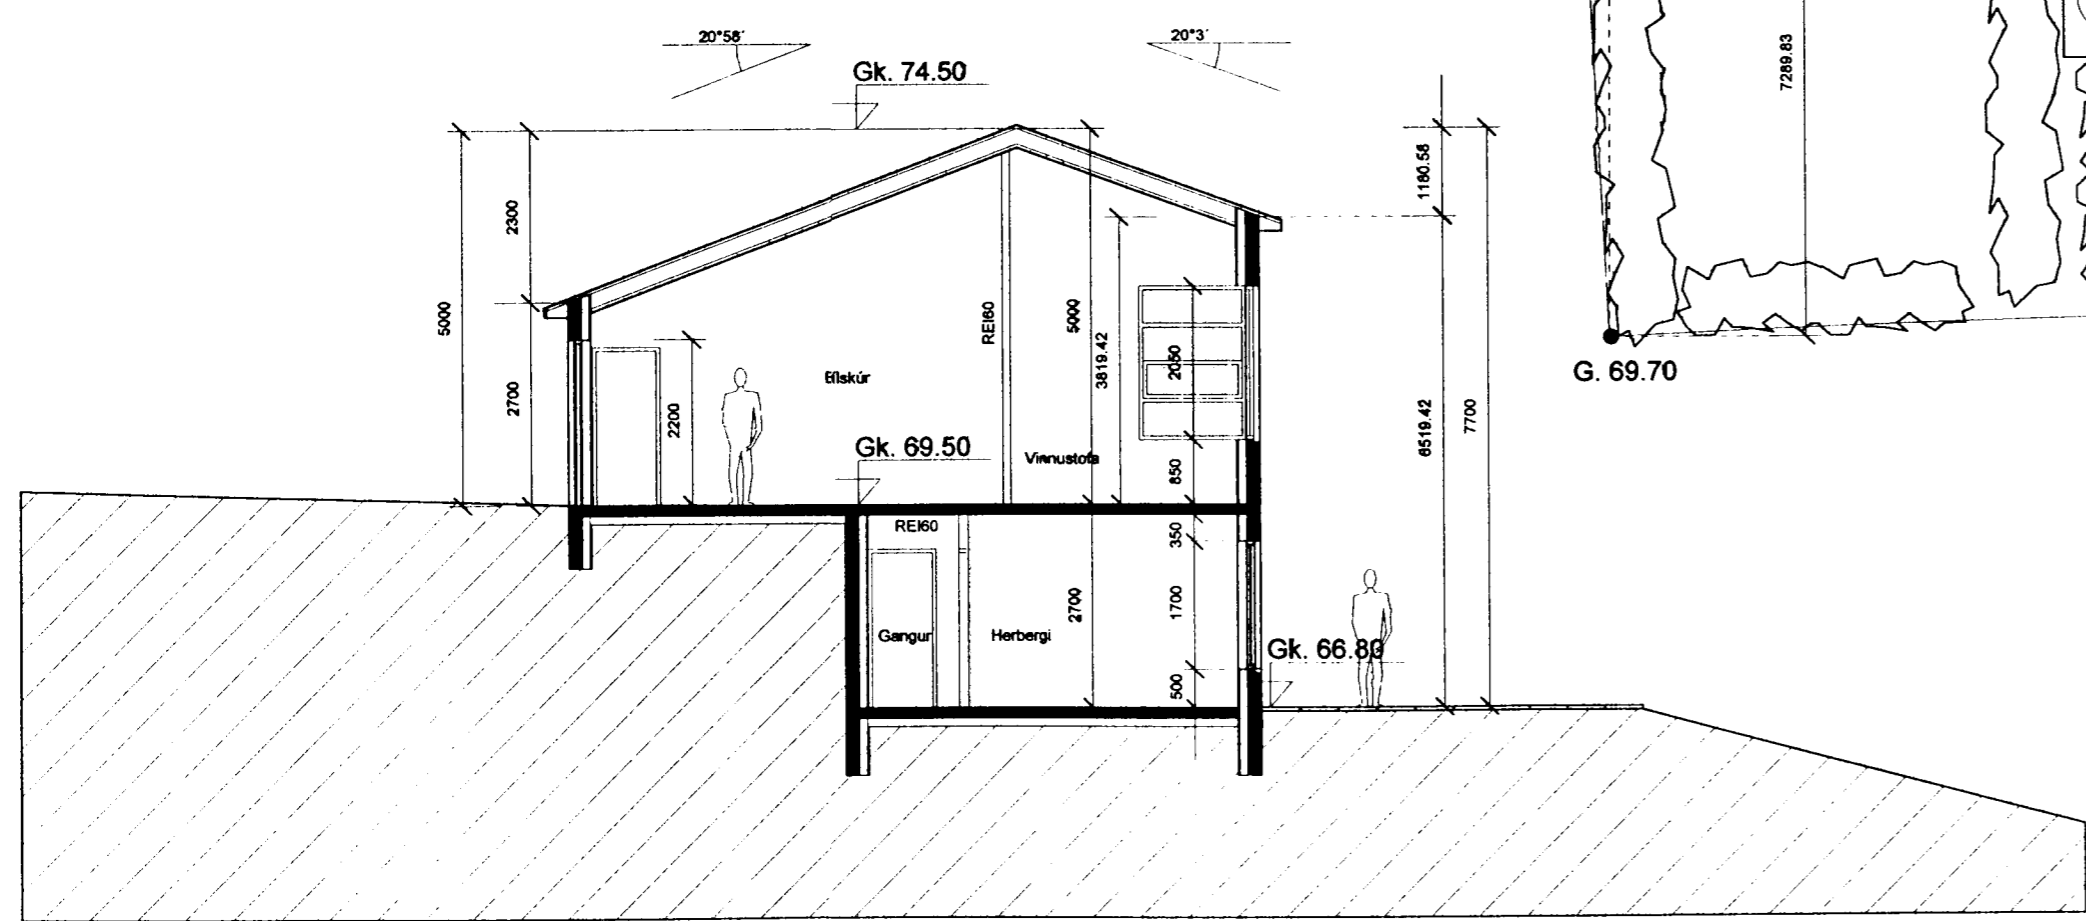 20°58´
20°3´
Gk. 74.50
7289.83
1180.58
2300
5000
REI60
5000
3819.42
2050
Bílskúr
2700
2200
6519.42
7700
G. 69.70
Gk. 69.50
Vinnustofa
850
REI60
350
2700
1700
Gangur
Herbergi
Gk. 66.80
500